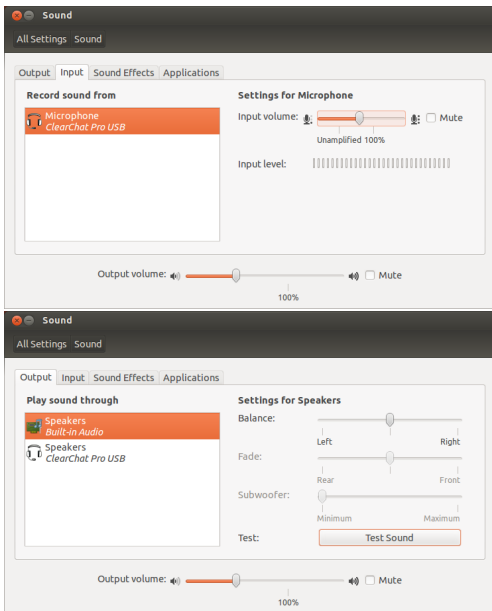 Sound
All Settings Sound
Output Input Sound Effects Applications
Record sound from
Microphone
ClearChat Pro USB
Settings for Microphone
Input volume: Mute
Unamplified 100%
Input level:
Output volume: Mute
100%
Sound
All Settings Sound
Output Input Sound Effects Applications
Play sound through
Speakers
Built-in Audio
Speakers
ClearChat Pro USB
Settings for Speakers
Balance:
Left Right
Fade:
Rear Front
Subwoofer:
Minimum Maximum
Test: Test Sound
Output volume: Mute
100%